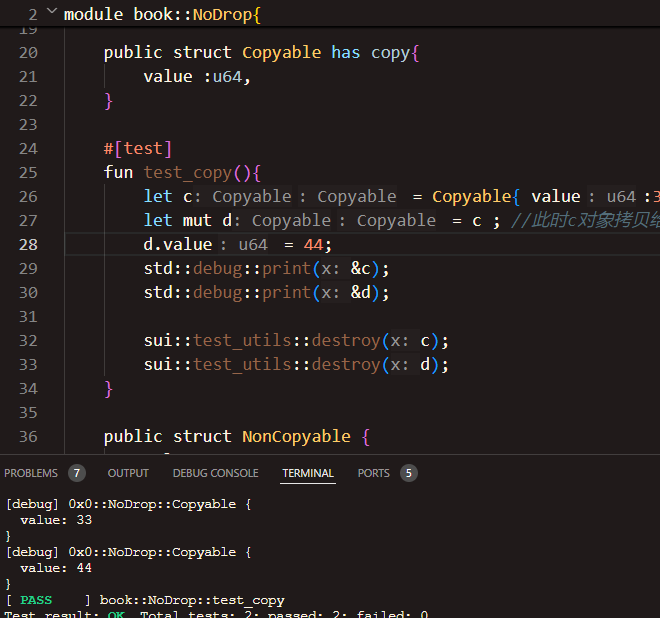 2 module book::NoDrop{
19
20 public struct Copyable has copy{
21 value :u64,
22 }
23
24 #[test]
25 fun test_copy(){
26 let c: Copyable: Copyable = Copyable{ value: u64:3
27 let mut d: Copyable: Copyable = c ; //此时c对象拷贝给
28 d.value: u64 = 44;
29 std::debug::print(x: &c);
30 std::debug::print(x: &d);
31
32 sui::test_utils::destroy(x: c);
33 sui::test_utils::destroy(x: d);
34 }
35
36 public struct NonCopyable {
PROBLEMS 7 OUTPUT DEBUG CONSOLE TERMINAL PORTS 5
[debug] 0x0::NoDrop::Copyable {
value: 33
}
[debug] 0x0::NoDrop::Copyable {
value: 44
}
[ PASS ] book::NoDrop::test_copy
Test result: OK. Total tests: 2; passed: 2; failed: 0